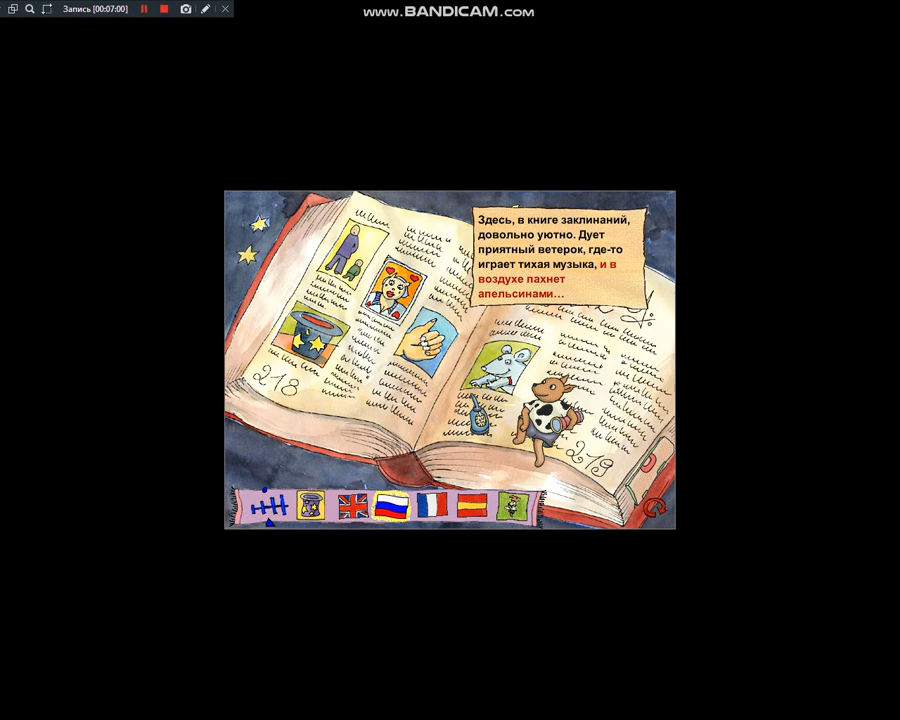 Запись [00:07:00]
www.BANDICAM.com
Здесь, в книге заклинаний,
довольно уютно. Дует
приятный ветерок, где-то
играет тихая музыка, и в
воздухе пахнет
апельсинами…
218
219